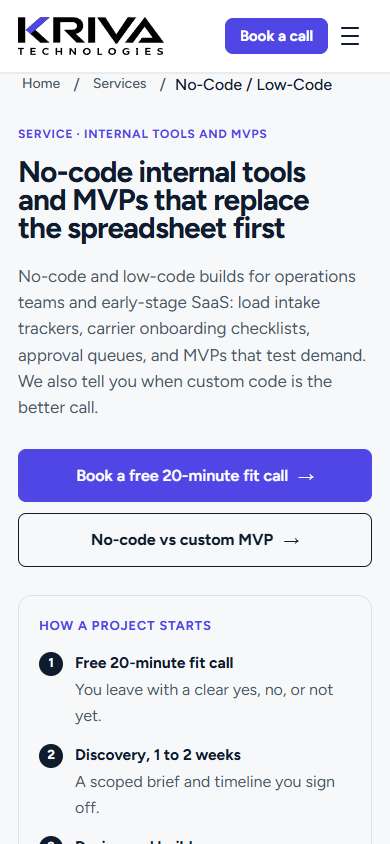 KRIVA
TECHNOLOGIES
Book a call
Home / Services / No-Code / Low-Code
SERVICE · INTERNAL TOOLS AND MVPS
No-code internal tools
and MVPs that replace
the spreadsheet first
No-code and low-code builds for operations
teams and early-stage SaaS: load intake
trackers, carrier onboarding checklists,
approval queues, and MVPs that test demand.
We also tell you when custom code is the
better call.
Book a free 20-minute fit call →
No-code vs custom MVP →
HOW A PROJECT STARTS
1 Free 20-minute fit call
You leave with a clear yes, no, or not
yet.
2 Discovery, 1 to 2 weeks
A scoped brief and timeline you sign
off.